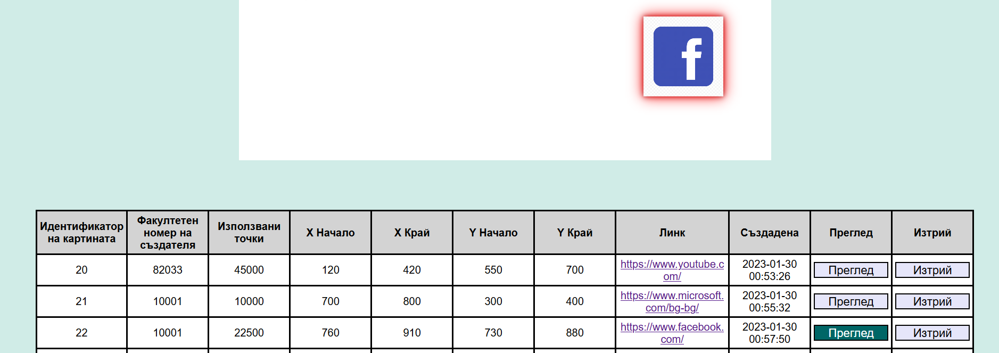 f
Идентификатор на картината
Факултетен номер на създателя
Използвани точки
X Начало
X Край
Y Начало
Y Край
Линк
Създадена
Преглед
Изтрий
20
82033
45000
120
420
550
700
https://www.youtube.c
om/
2023-01-30
00:53:26
Преглед
Изтрий
21
10001
10000
700
800
300
400
https://www.microsoft.
com/bg-bg/
2023-01-30
00:55:32
Преглед
Изтрий
22
10001
22500
760
910
730
880
https://www.facebook.
com/
2023-01-30
00:57:50
Преглед
Изтрий